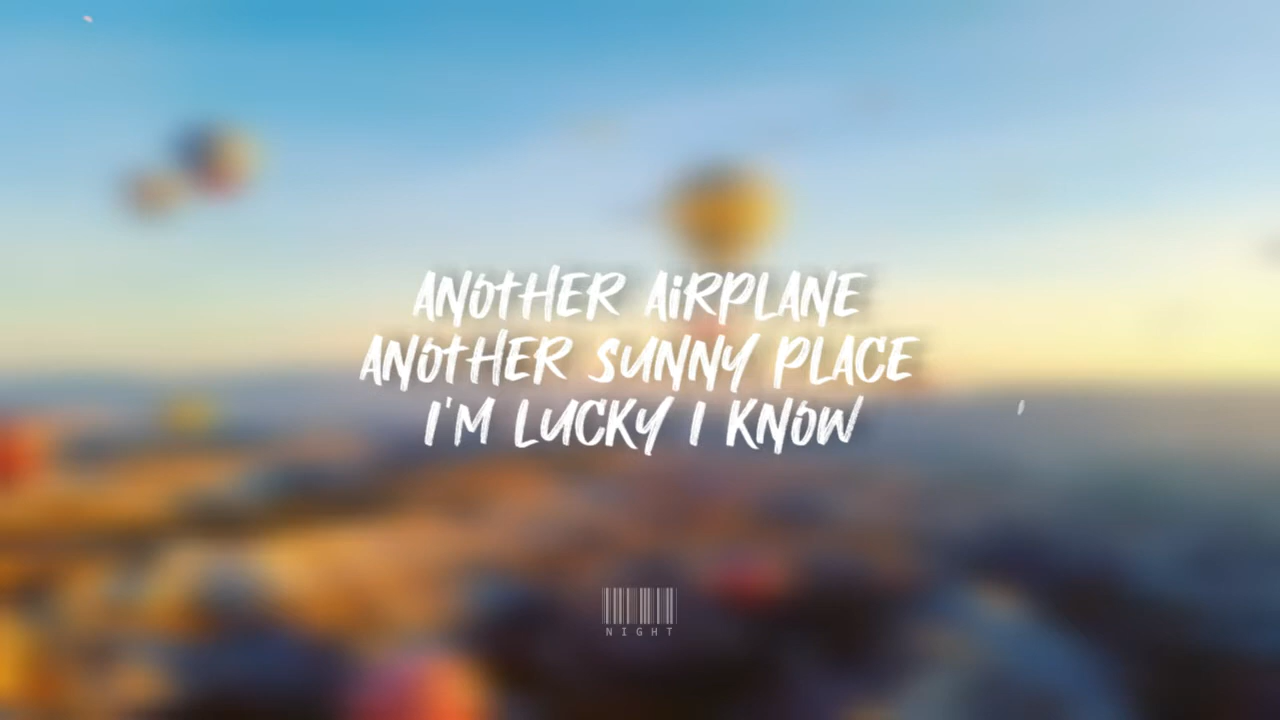 ANOTHER AiRPLANE
ANOTHER SUNNY PLACE
I'M LUCKY I KNOW
NIGHT